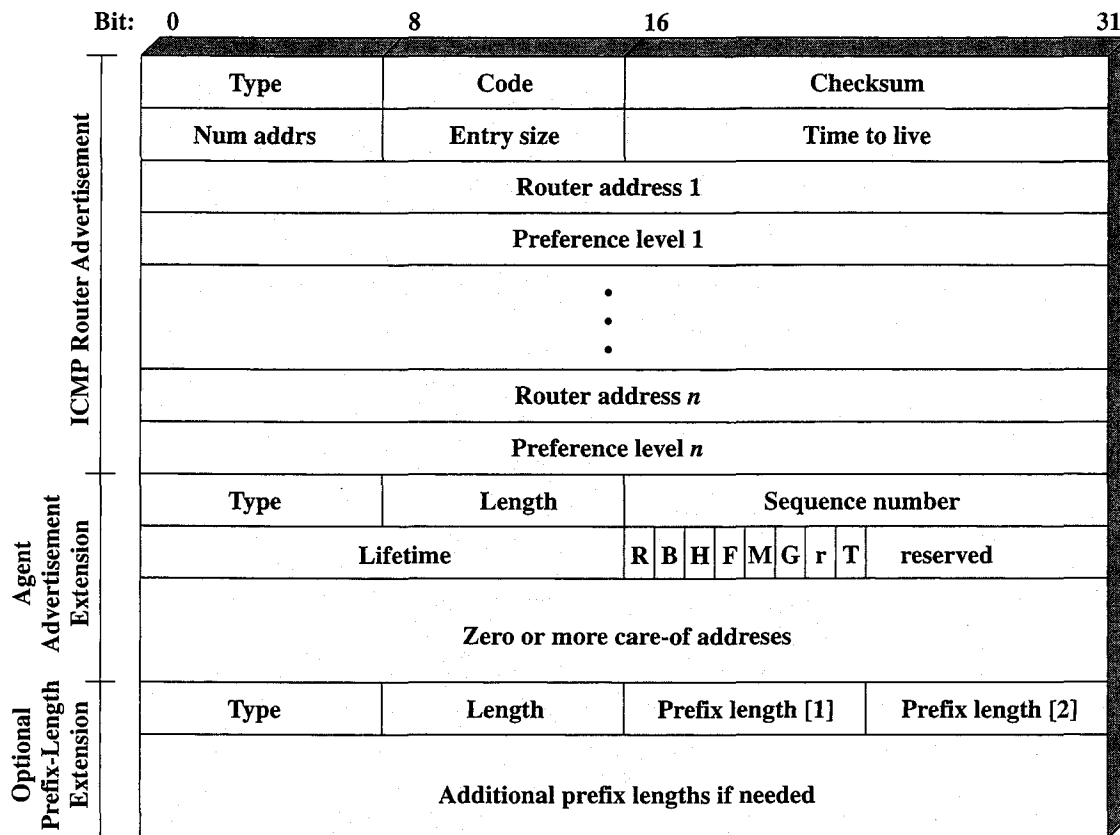 Bit: 0 8 16 31
ICMP Router Advertisement
Type Code Checksum
Num addrs Entry size Time to live
Router address 1
Preference level 1
Router address n
Preference level n
Agent
Advertisement
Extension
Type Length Sequence number
Lifetime R B H F M G r T reserved
Zero or more care-of addreses
Optional
Prefix-Length
Extension
Type Length Prefix length [1] Prefix length [2]
Additional prefix lengths if needed